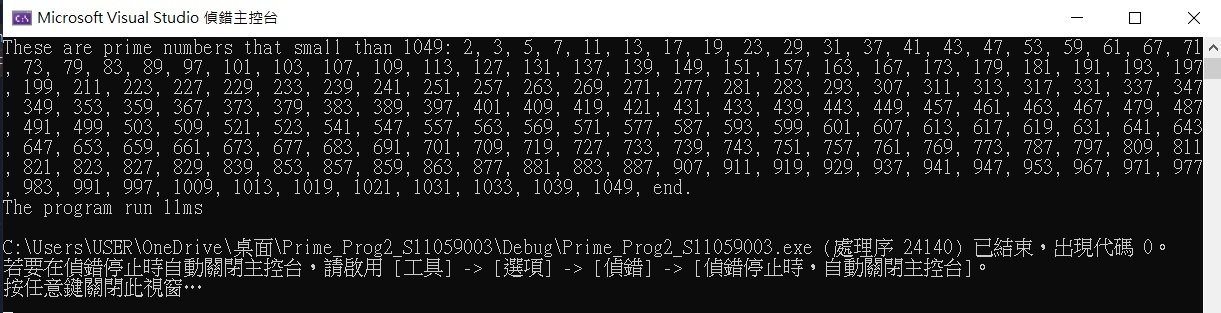 Microsoft Visual Studio 偵錯主控台
These are prime numbers that small than 1049: 2, 3, 5, 7, 11, 13, 17, 19, 23, 29, 31, 37, 41, 43, 47, 53, 59, 61, 67, 71
, 73, 79, 83, 89, 97, 101, 103, 107, 109, 113, 127, 131, 137, 139, 149, 151, 157, 163, 167, 173, 179, 181, 191, 193, 197
, 199, 211, 223, 227, 229, 233, 239, 241, 251, 257, 263, 269, 271, 277, 281, 283, 293, 307, 311, 313, 317, 331, 337, 347
, 349, 353, 359, 367, 373, 379, 383, 389, 397, 401, 409, 419, 421, 431, 433, 439, 443, 449, 457, 461, 463, 467, 479, 487
, 491, 499, 503, 509, 521, 523, 541, 547, 557, 563, 569, 571, 577, 587, 593, 599, 601, 607, 613, 617, 619, 631, 641, 643
, 647, 653, 659, 661, 673, 677, 683, 691, 701, 709, 719, 727, 733, 739, 743, 751, 757, 761, 769, 773, 787, 797, 809, 811
, 821, 823, 827, 829, 839, 853, 857, 859, 863, 877, 881, 883, 887, 907, 911, 919, 929, 937, 941, 947, 953, 967, 971, 977
, 983, 991, 997, 1009, 1013, 1019, 1021, 1031, 1033, 1039, 1049, end.
The program run 11ms
C:\Users\USER\OneDrive\桌面\Prime_Prog2_S11059003\Debug\Prime_Prog2_S11059003.exe (處理序 24140) 已結束，出現代碼 0。
若要在偵錯停止時自動關閉主控台，請啟用 [工具] -> [選項] -> [偵錯] -> [偵錯停止時，自動關閉主控台]。
按任意鍵關閉此視窗…